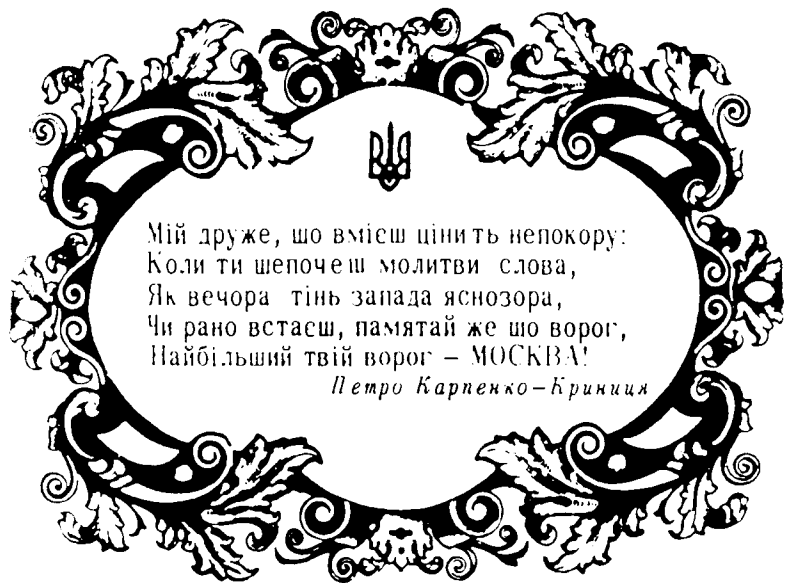 Мій друже, шо вмієш цінить непокору:
Коли ти шепочеш молитви слова,
Як вечора тінь запада яснозора,
Чи рано встаєш, памятай же шо ворог,
Найбільший твій ворог – МОСКВА!
Петро Карпенко–Криниця